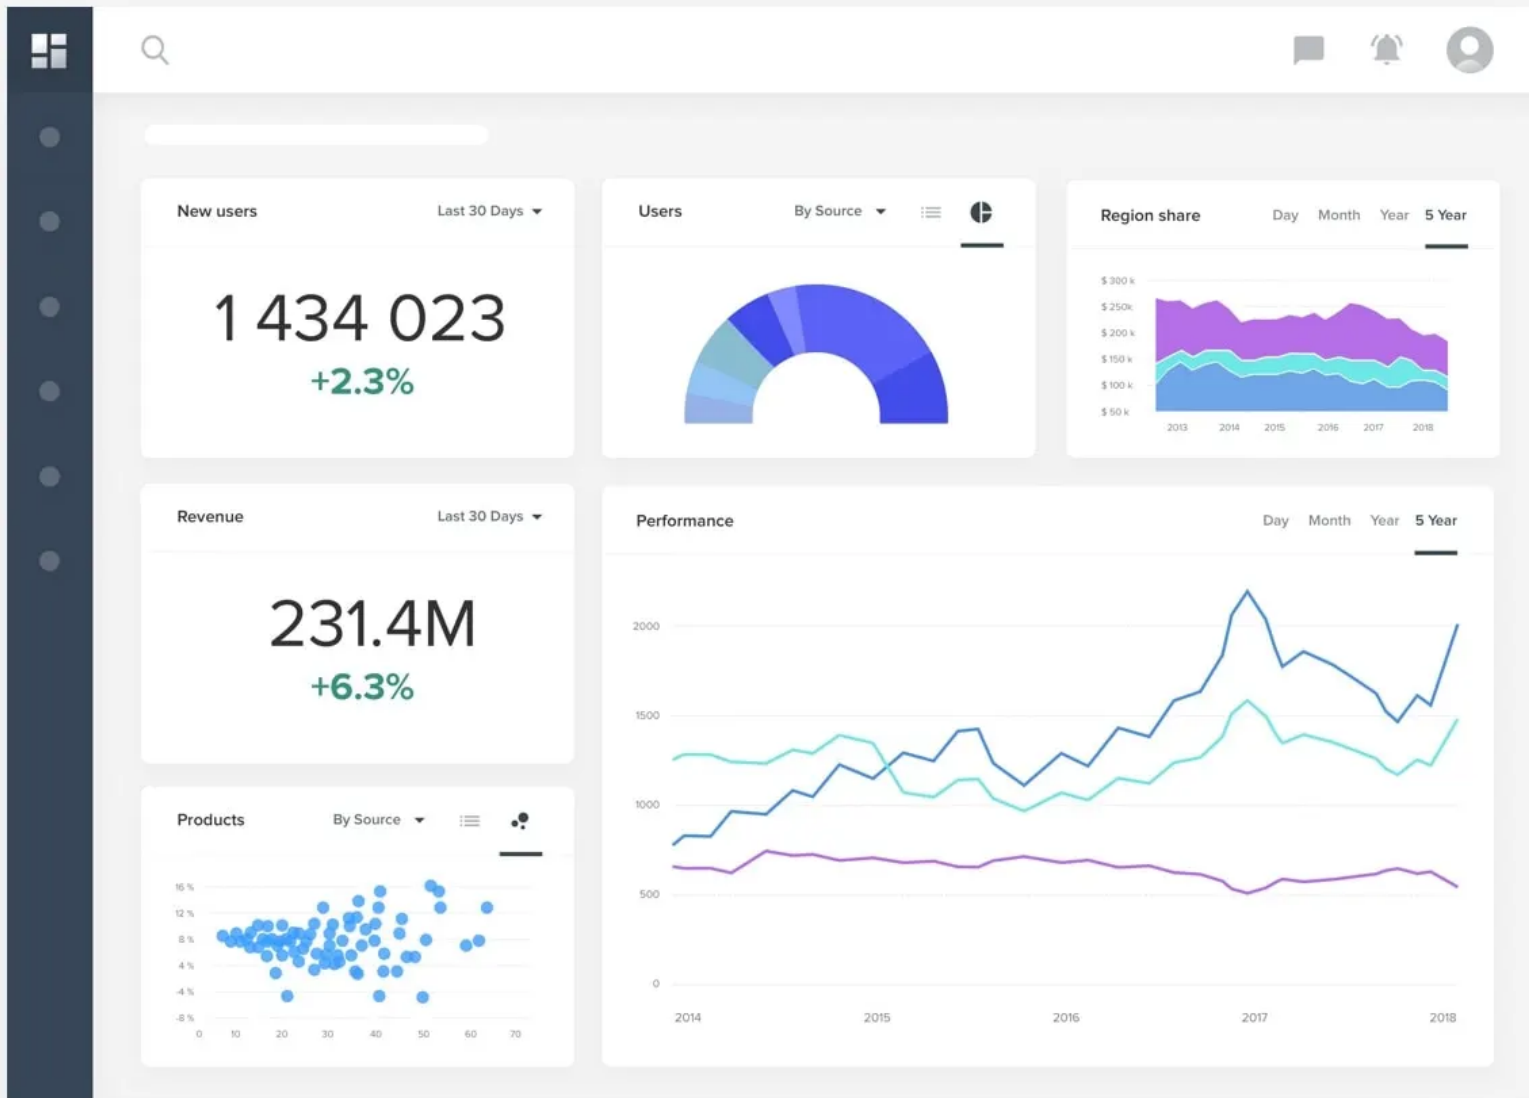 New users
Last 30 Days
1 434 023
+2.3%
Users
By Source
Region share
Day Month Year 5 Year
$ 300 k
$ 250k
$ 200 k
$ 150 k
$ 100 k
$ 50 k
2013 2014 2015 2016 2017 2018
Revenue
Last 30 Days
231.4M
+6.3%
Performance
Day Month Year 5 Year
2000
1500
1000
500
0
2014 2015 2016 2017 2018
Products
By Source
16 %
12 %
8 %
4 %
-4 %
-8 %
0 10 20 30 40 50 60 70